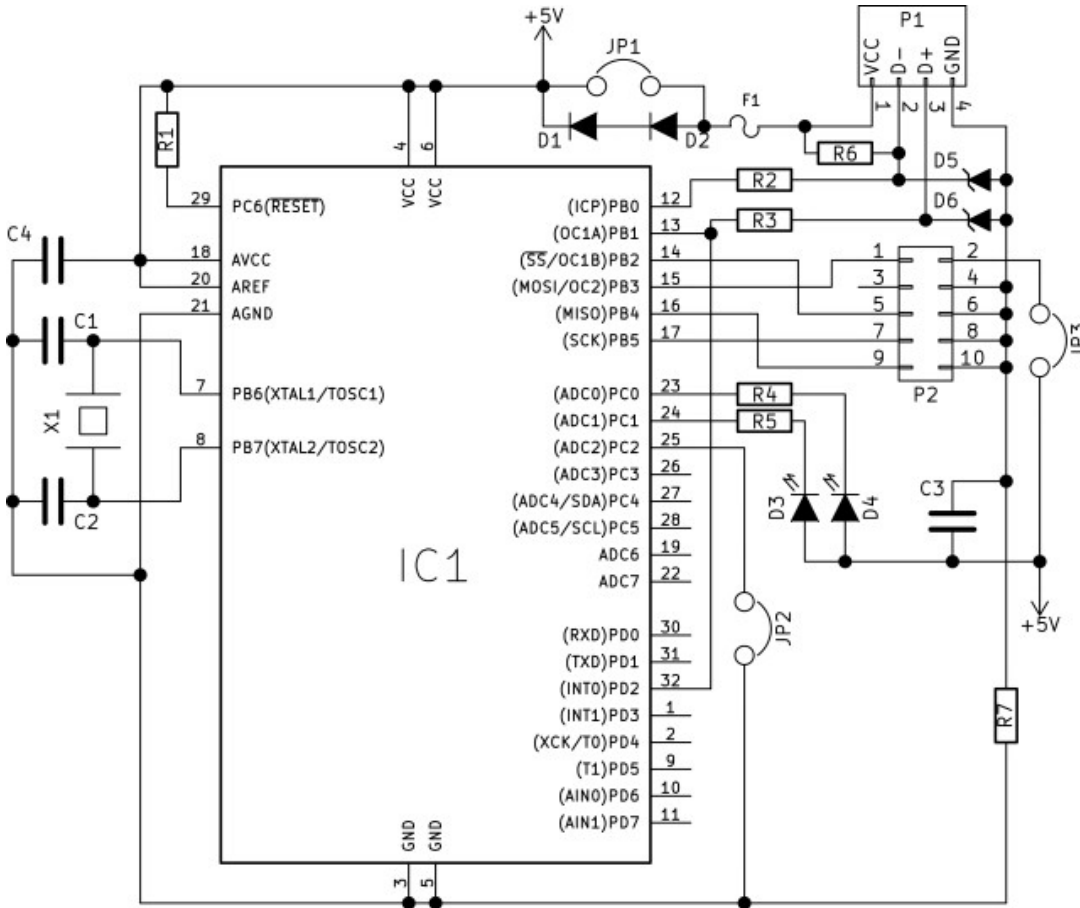 +5V
JP1
P1
VCC
D-
D+
GND
1
2
3
4
F1
D1
D2
R6
R1
4
6
VCC
VCC
R2
D5
R3
D6
29
PC6(RESET)
(ICP)PB0
12
(OC1A)PB1
13
C4
18
AVCC
(SS/OC1B)PB2
14
20
AREF
(MOSI/OC2)PB3
15
21
AGND
(MISO)PB4
16
(SCK)PB5
17
1
2
3
4
5
6
7
8
9
10
P2
JP3
C1
7
PB6(XTAL1/TOSC1)
X1
8
PB7(XTAL2/TOSC2)
C2
(ADC0)PC0
23
R4
(ADC1)PC1
24
R5
(ADC2)PC2
25
(ADC3)PC3
26
(ADC4/SDA)PC4
27
(ADC5/SCL)PC5
28
ADC6
19
ADC7
22
D3
D4
C3
IC1
+5V
JP2
(RXD)PD0
30
(TXD)PD1
31
(INT0)PD2
32
(INT1)PD3
1
(XCK/T0)PD4
2
(T1)PD5
9
(AIN0)PD6
10
(AIN1)PD7
11
R7
GND
GND
3
5